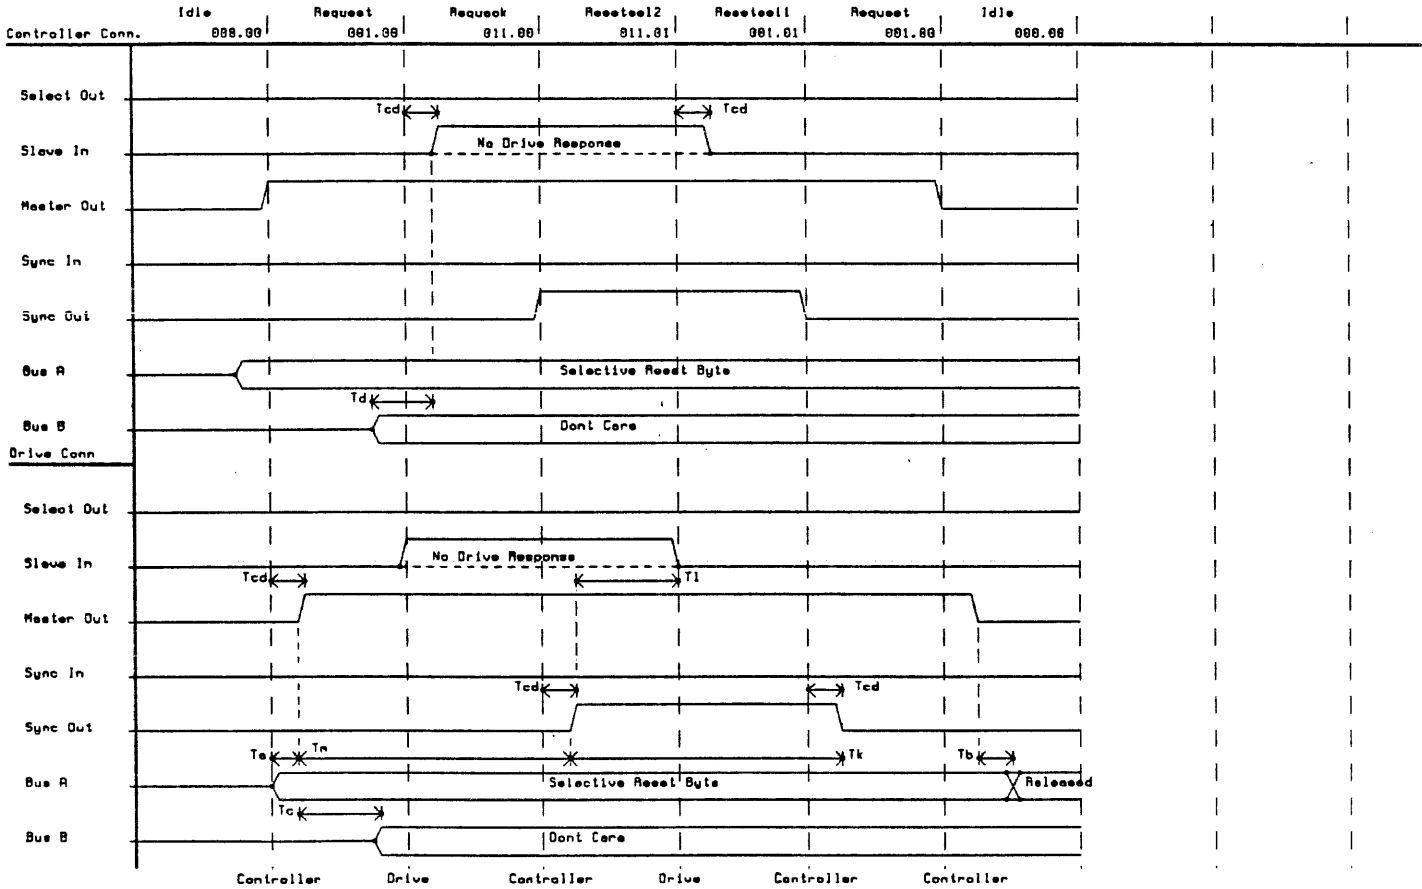 Idle Request Requeok Resetsel2 Resetsel1 Request Idle
Controller Conn. 000.00 001.00 011.00 011.01 001.01 001.00 000.00
Select Out
Tcd Tcd
No Drive Response
Slave In
Master Out
Sync In
Sync Out
Bus A Selective Reset Byte
Td
Bus B Dont Care
Drive Conn
Select Out
No Drive Response
Slave In
Tcd Tl
Master Out
Sync In
Tcd Tcd
Sync Out
Ta Tm Tk Tb
Bus A Selective Reset Byte Released
Tc
Bus B Dont Care
Controller Drive Controller Drive Controller Controller